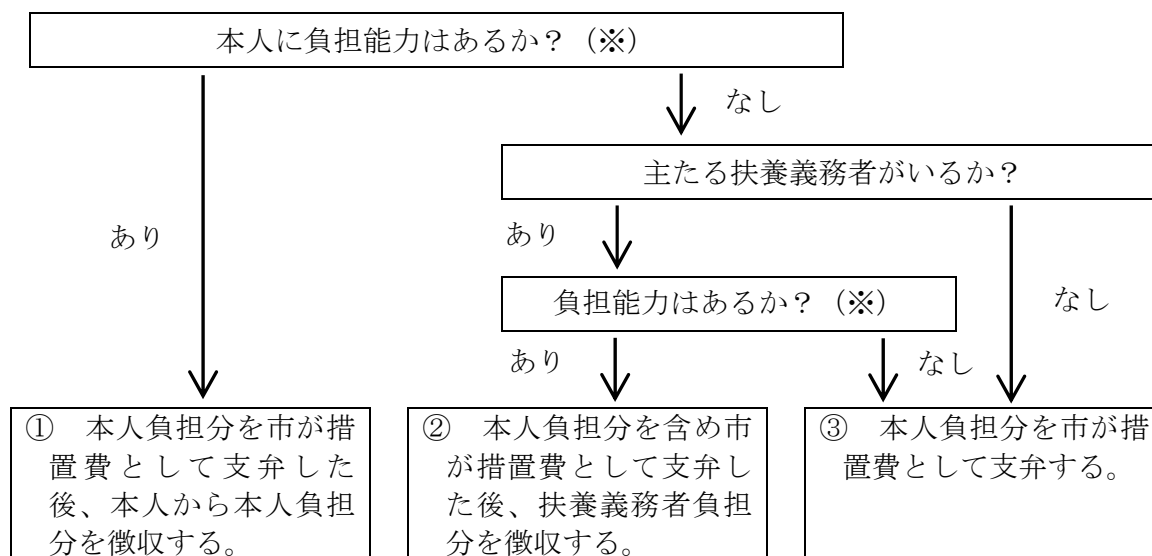 本人に負担能力はあるか？（※）
なし
主たる扶養義務者がいるか？
あり
あり
負担能力はあるか？（※）
なし
あり
なし
①　本人負担分を市が措
置費として支弁した
後、本人から本人負担
分を徴収する。
②　本人負担分を含め市
が措置費として支弁し
た後、扶養義務者負担
分を徴収する。
③　本人負担分を市が措
置費として支弁する。